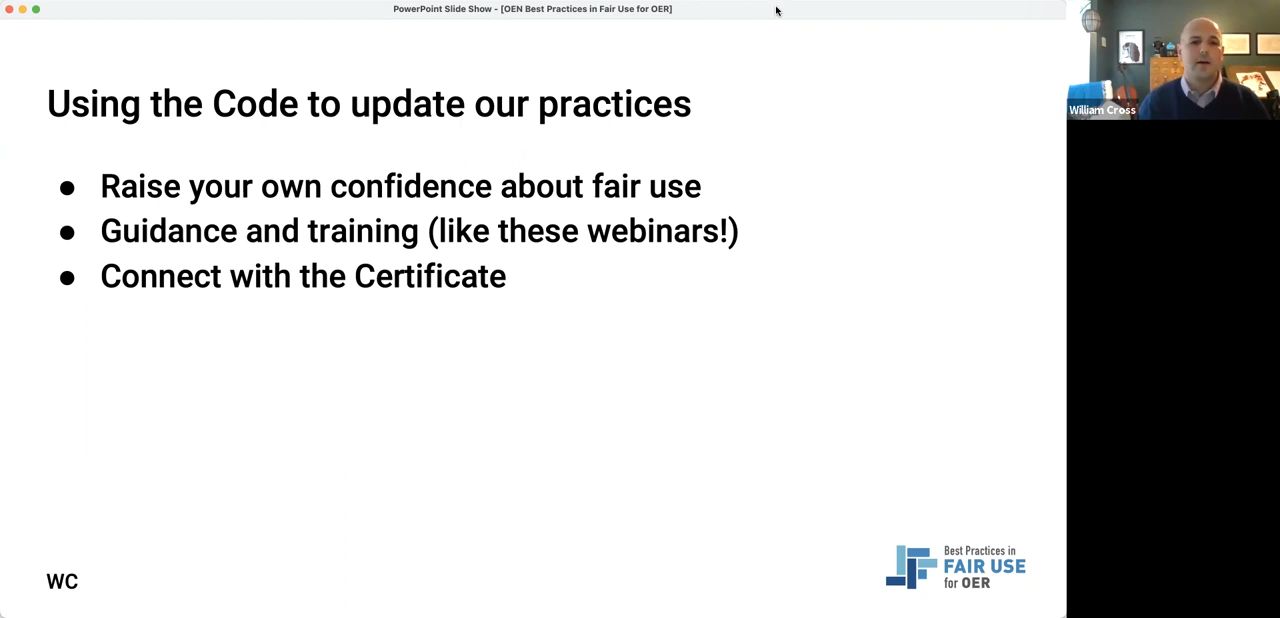 PowerPoint Slide Show - [OEN Best Practices in Fair Use for OER]
William Cross
Using the Code to update our practices
● Raise your own confidence about fair use
● Guidance and training (like these webinars!)
● Connect with the Certificate
Best Practices in
FAIR USE
for OER
WC